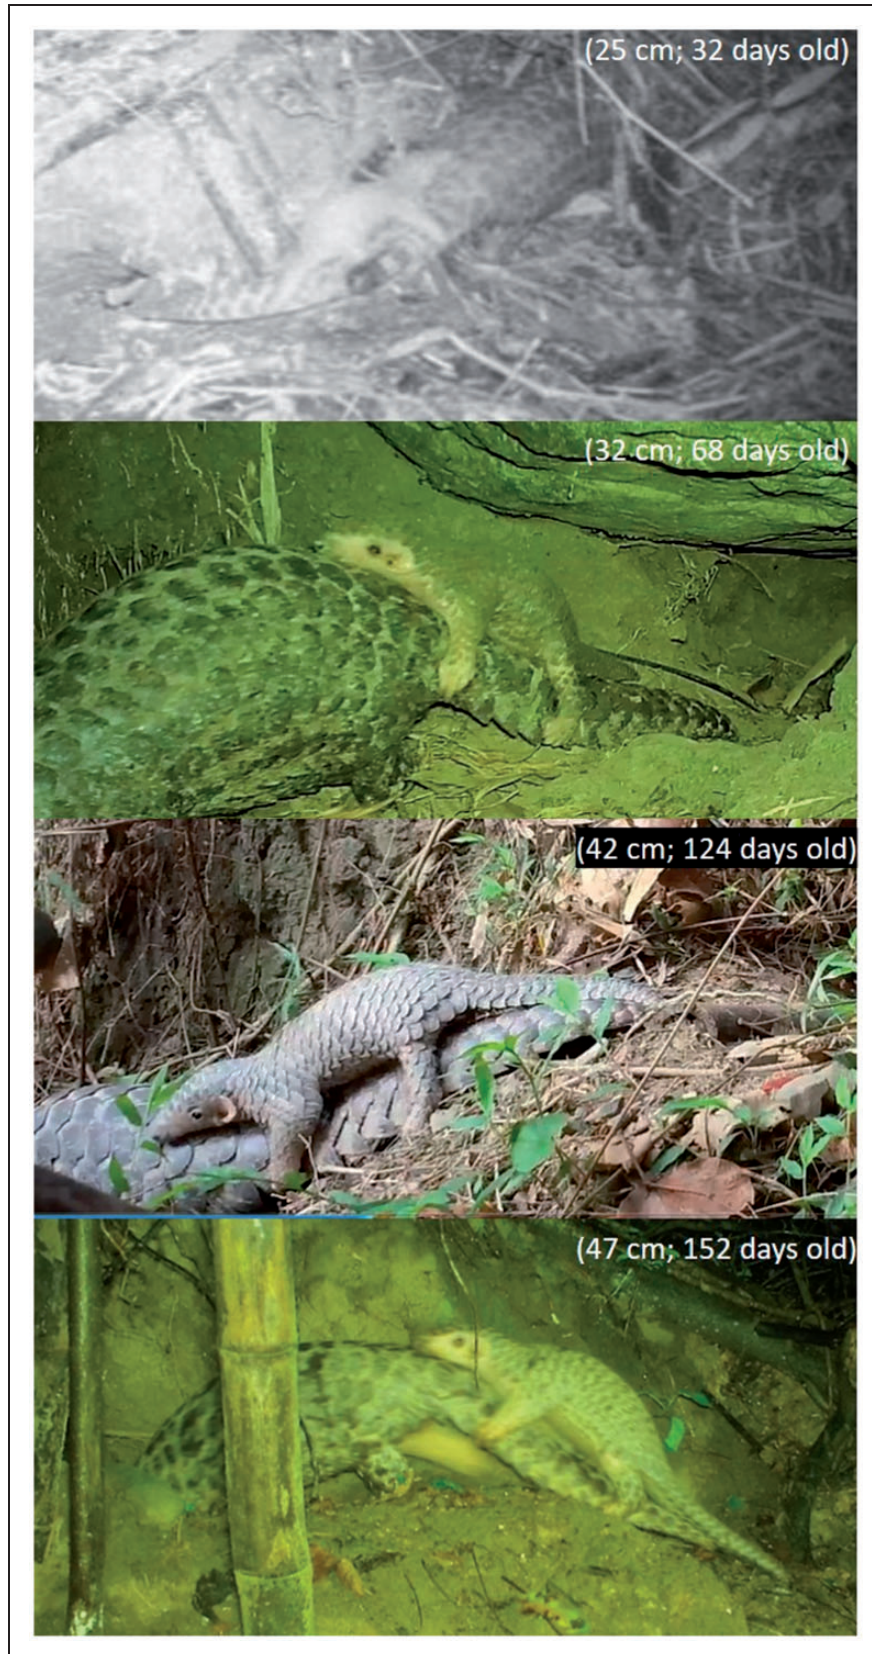 (25 cm; 32 days old)
(32 cm; 68 days old)
(42 cm; 124 days old)
(47 cm; 152 days old)